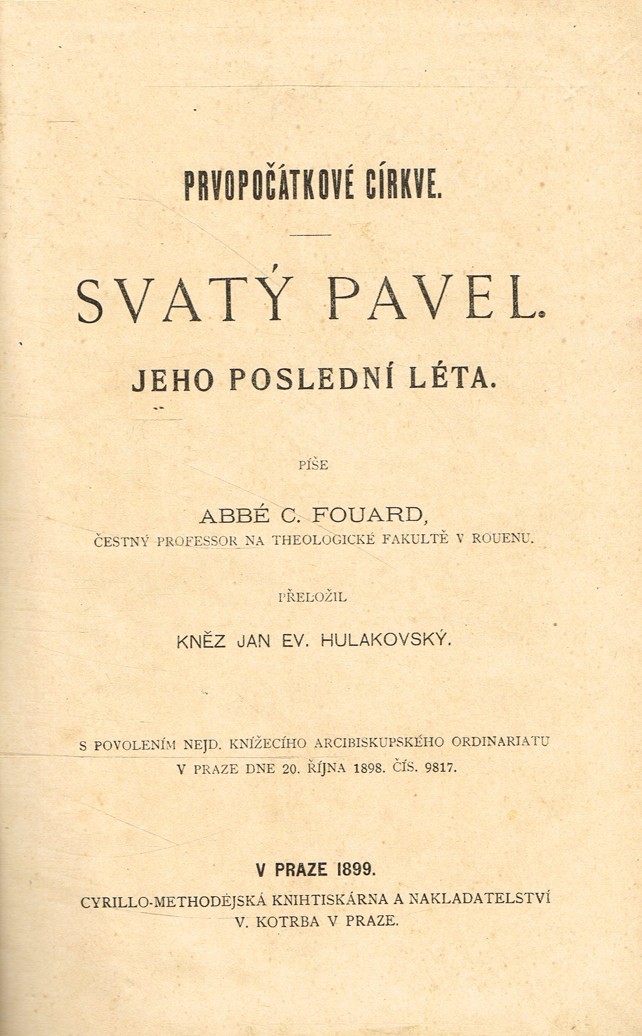 PRVOPOČÁTKOVÉ CÍRKVE.
SVATÝ PAVEL.
JEHO POSLEDNÍ LÉTA.
PÍŠE
ABBÉ C. FOUARD,
ČESTNÝ PROFESSOR NA THEOLOGICKÉ FAKULTĚ V ROUENU.
PŘELOŽIL
KNĚZ JAN EV. HULAKOVSKÝ.
S POVOLENÍM NEJD. KNÍŽECÍHO ARCIBISKUPSKÉHO ORDINARIATU
V PRAZE DNE 20. ŘÍJNA 1898. ČÍS. 9817.
V PRAZE 1899.
CYRILLO-METHODĚJSKÁ KNIHTISKÁRNA A NAKLADATELSTVÍ
V. KOTRBA V PRAZE.